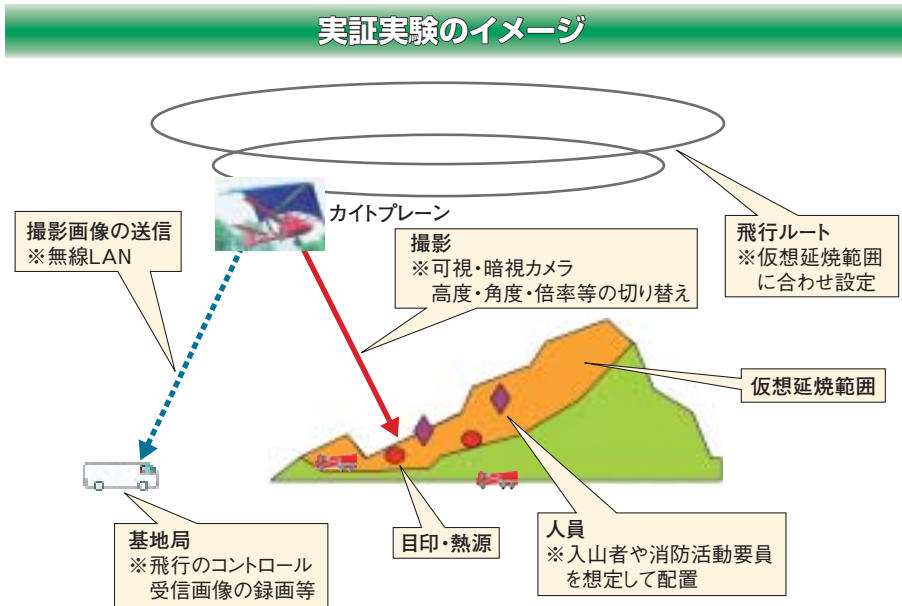 実証実験のイメージ
カイトプレーン
撮影画像の送信
※無線LAN
撮影
※可視・暗視カメラ
高度・角度・倍率等の切り替え
飛行ルート
※仮想延焼範囲
に合わせ設定
仮想延焼範囲
基地局
※飛行のコントロール
受信画像の録画等
目印・熱源
人員
※入山者や消防活動要員
を想定して配置